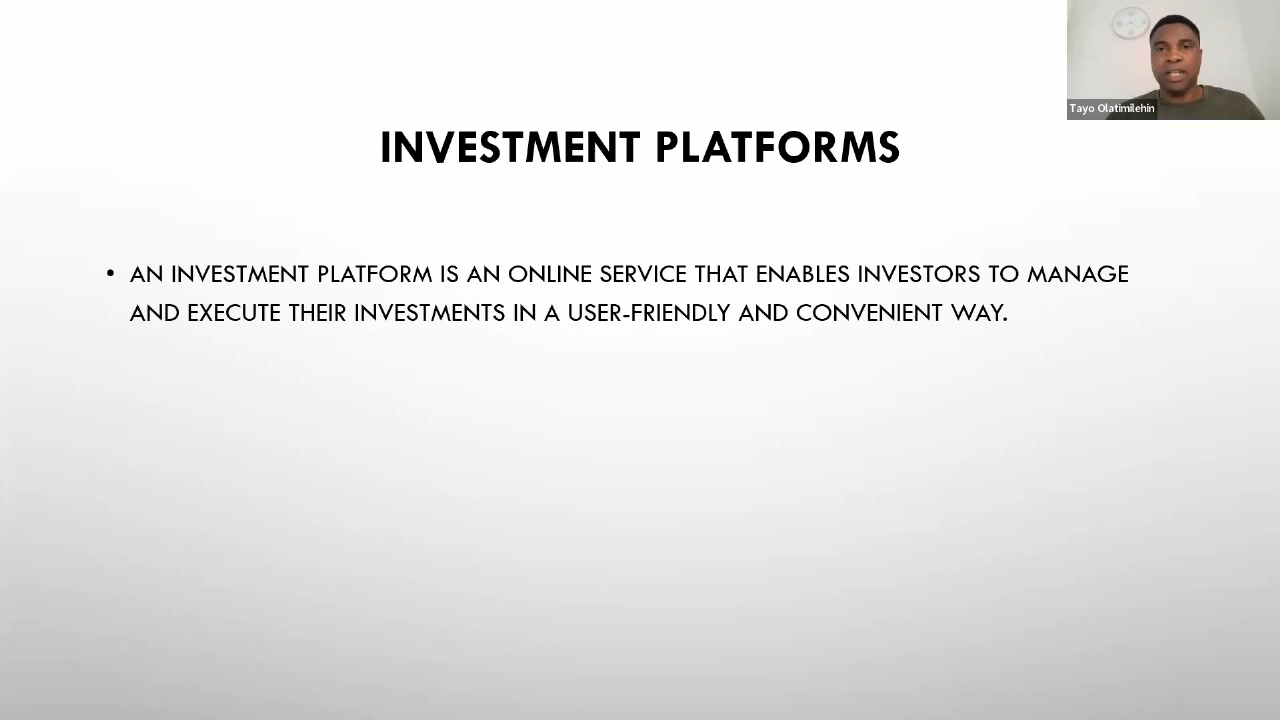 Tayo Olatimilehin
INVESTMENT PLATFORMS
• AN INVESTMENT PLATFORM IS AN ONLINE SERVICE THAT ENABLES INVESTORS TO MANAGE
AND EXECUTE THEIR INVESTMENTS IN A USER-FRIENDLY AND CONVENIENT WAY.